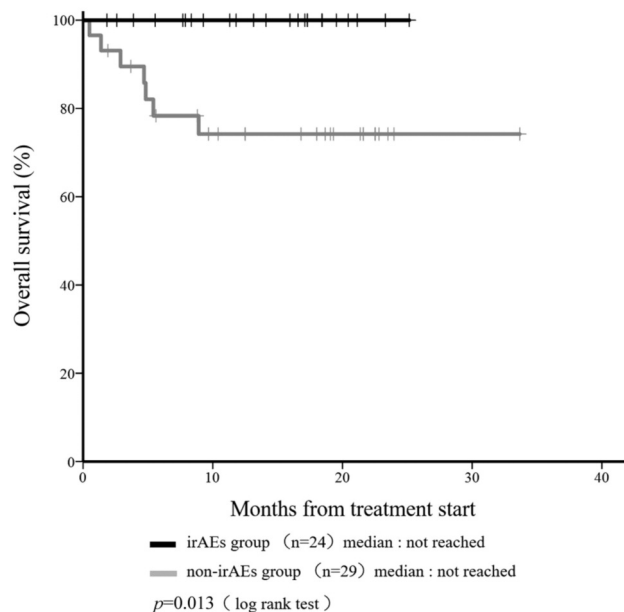 100
80
60
40
20
0
Overall survival (%)
0 10 20 30 40
Months from treatment start
irAEs group （n=24）median : not reached
non-irAEs group （n=29）median : not reached
p=0.013（ log rank test ）